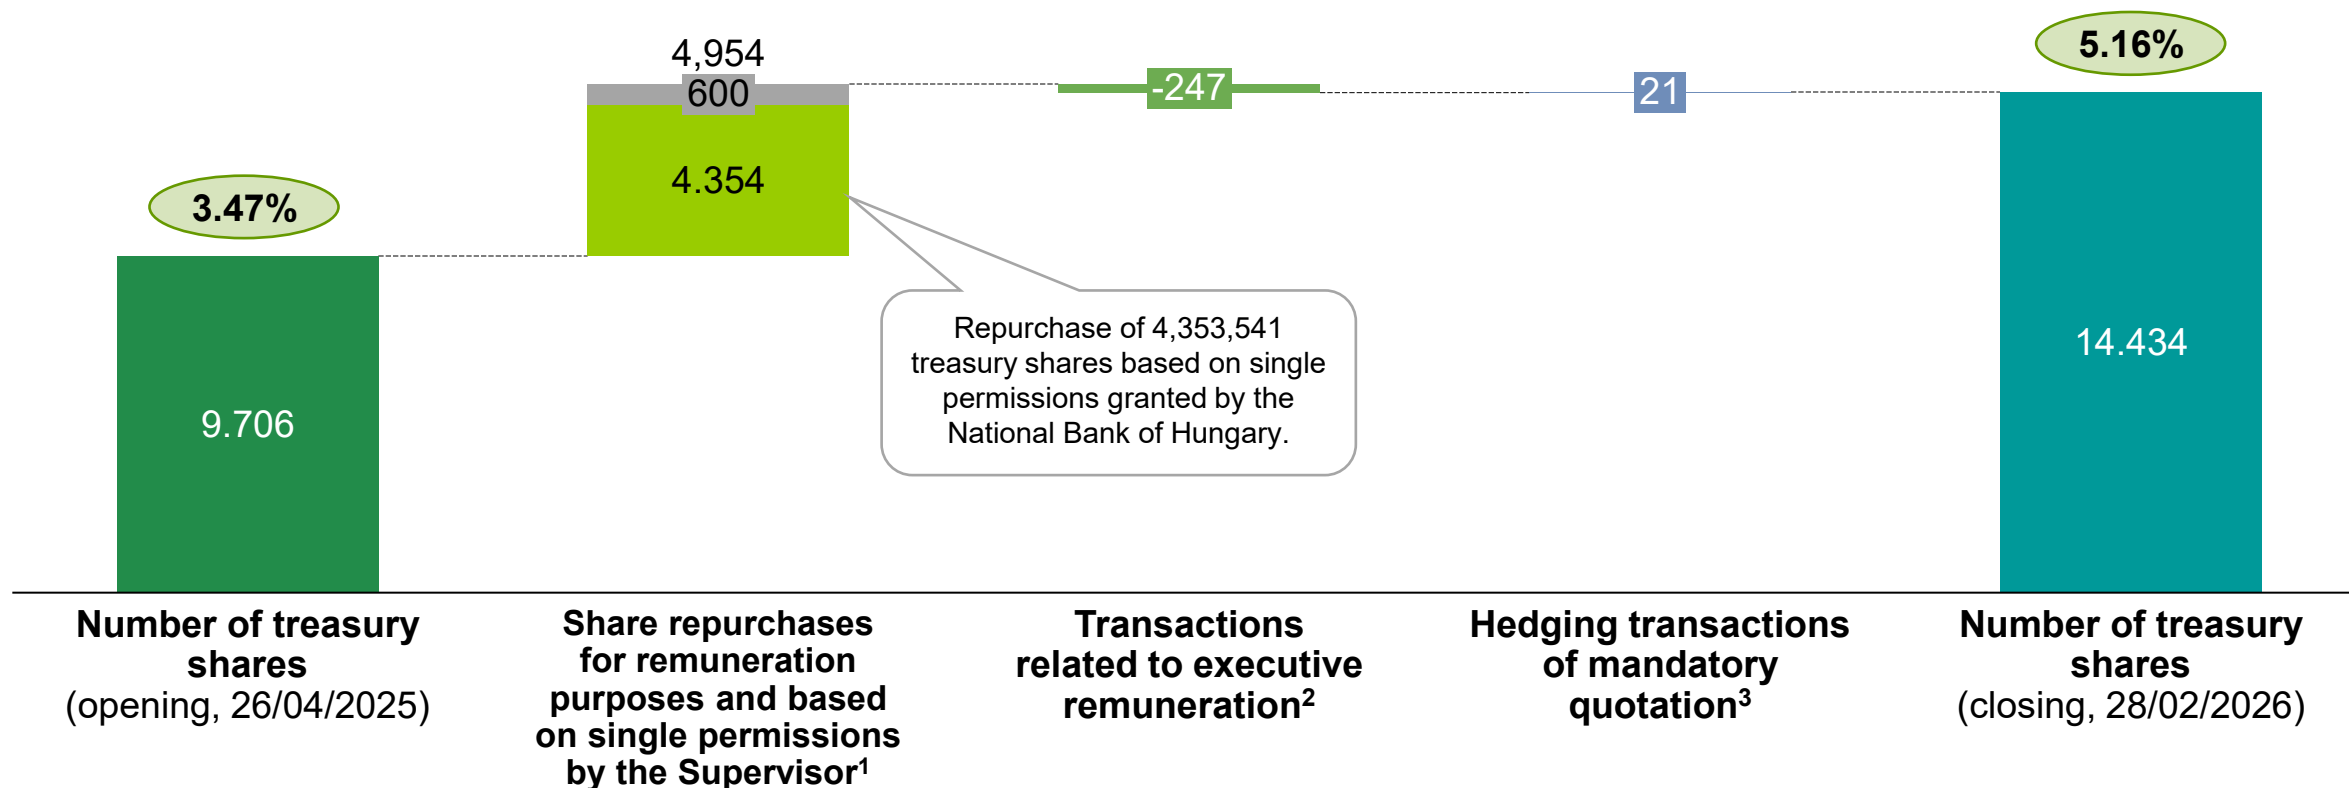 4,954
600
4.354
-247
21
5.16%
3.47%
9.706
Repurchase of 4,353,541
treasury shares based on single
permissions granted by the
National Bank of Hungary.
14.434
Number of treasury
shares
(opening, 26/04/2025)
Share repurchases
for remuneration
purposes and based
on single permissions
by the Supervisor¹
Transactions
related to executive
remuneration²
Hedging transactions
of mandatory
quotation³
Number of treasury
shares
(closing, 28/02/2026)